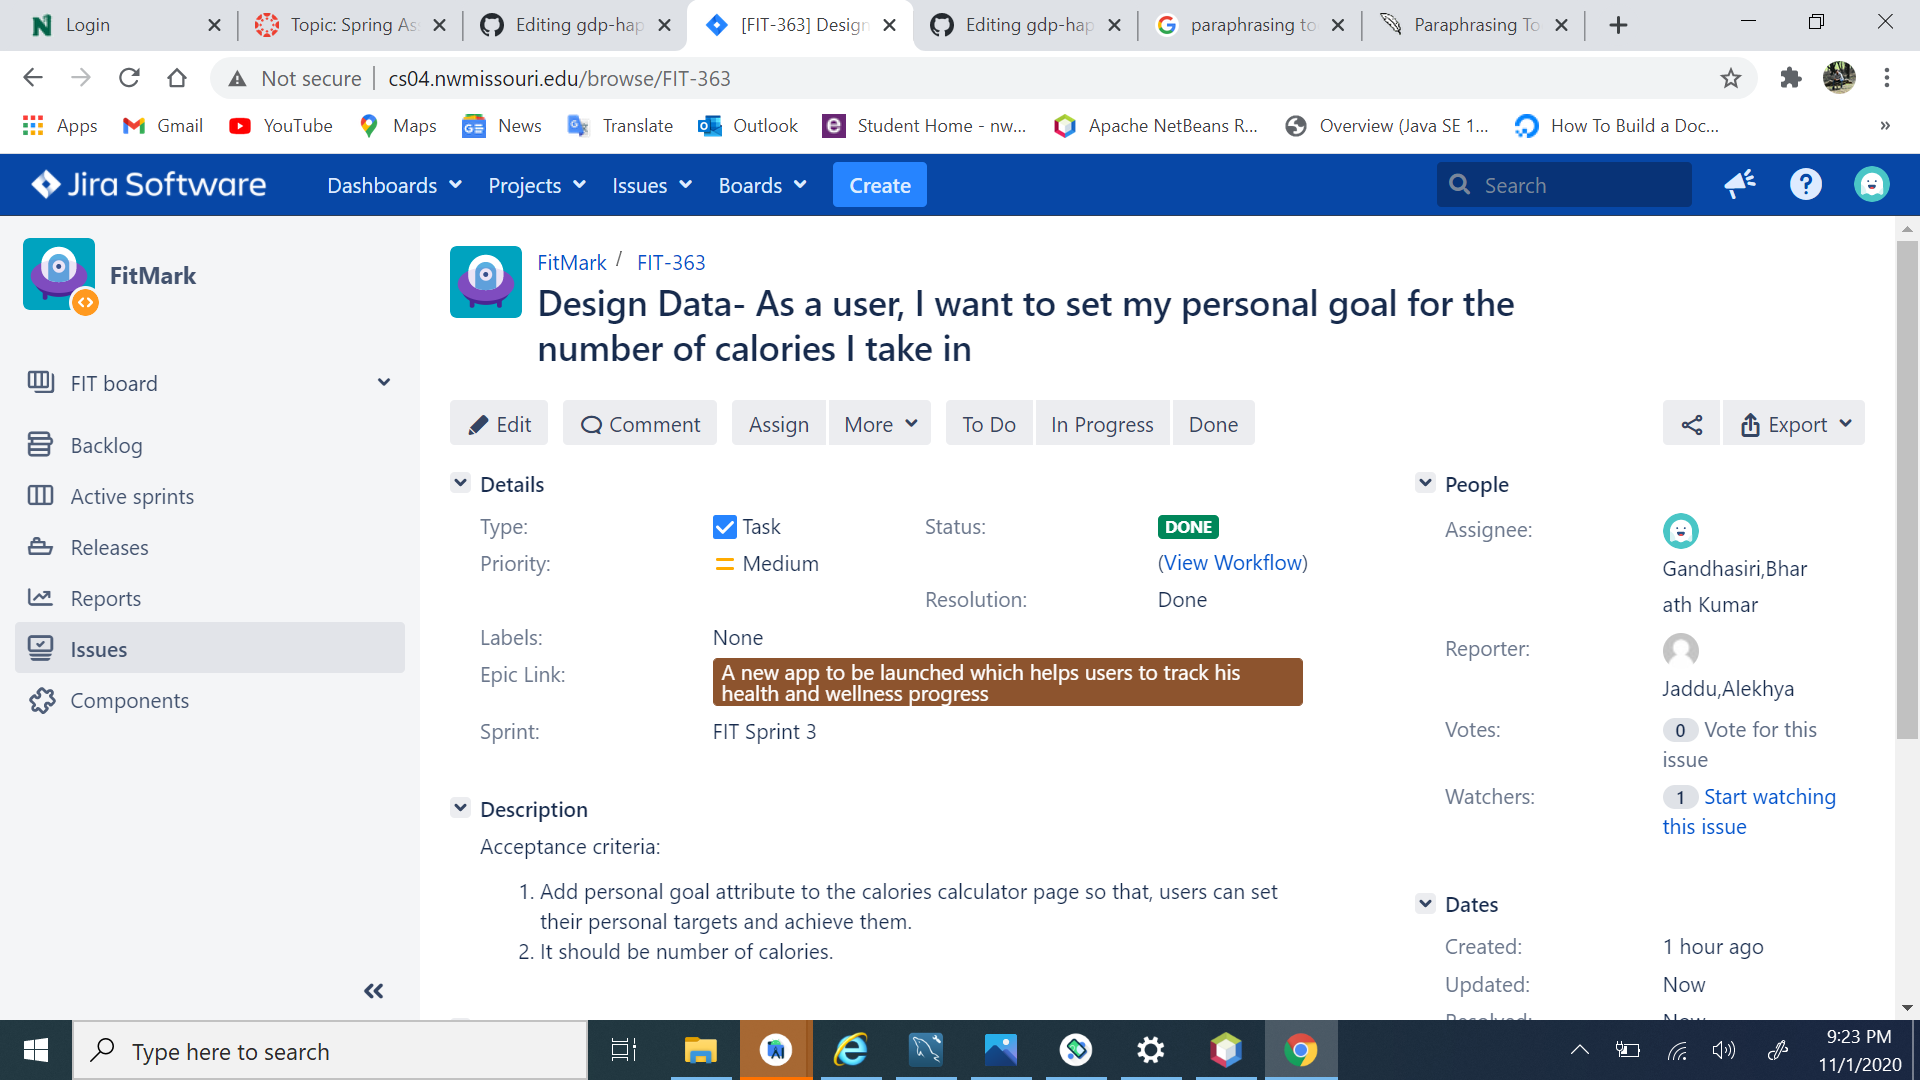 Login
Topic: Spring As
Editing gdp-hap
[FIT-363] Design
Editing gdp-hap
paraphrasing to
Paraphrasing To
Not secure
cs04.nwmissouri.edu/browse/FIT-363
Apps
Gmail
YouTube
Maps
News
Translate
Outlook
Student Home - nw...
Apache NetBeans R...
Overview (Java SE 1...
How To Build a Doc...
»
Jira Software
Dashboards
Projects
Issues
Boards
Create
Search
FitMark
FIT board
Backlog
Active sprints
Releases
Reports
Issues
Components
FitMark / FIT-363
Design Data- As a user, I want to set my personal goal for the
number of calories I take in
Edit
Comment
Assign
More
To Do
In Progress
Done
Export
Details
Type: Task
Status: DONE
Priority: Medium
(View Workflow)
Resolution: Done
Labels: None
Epic Link: A new app to be launched which helps users to track his
health and wellness progress
Sprint: FIT Sprint 3
Description
Acceptance criteria:
1. Add personal goal attribute to the calories calculator page so that, users can set
their personal targets and achieve them.
2. It should be number of calories.
People
Assignee:
Gandhasiri,Bhar
ath Kumar
Reporter:
Jaddu,Alekhya
Votes: 0 Vote for this
issue
Watchers: 1 Start watching
this issue
Dates
Created: 1 hour ago
Updated: Now
Resolved: Now
Type here to search
9:23 PM
11/1/2020